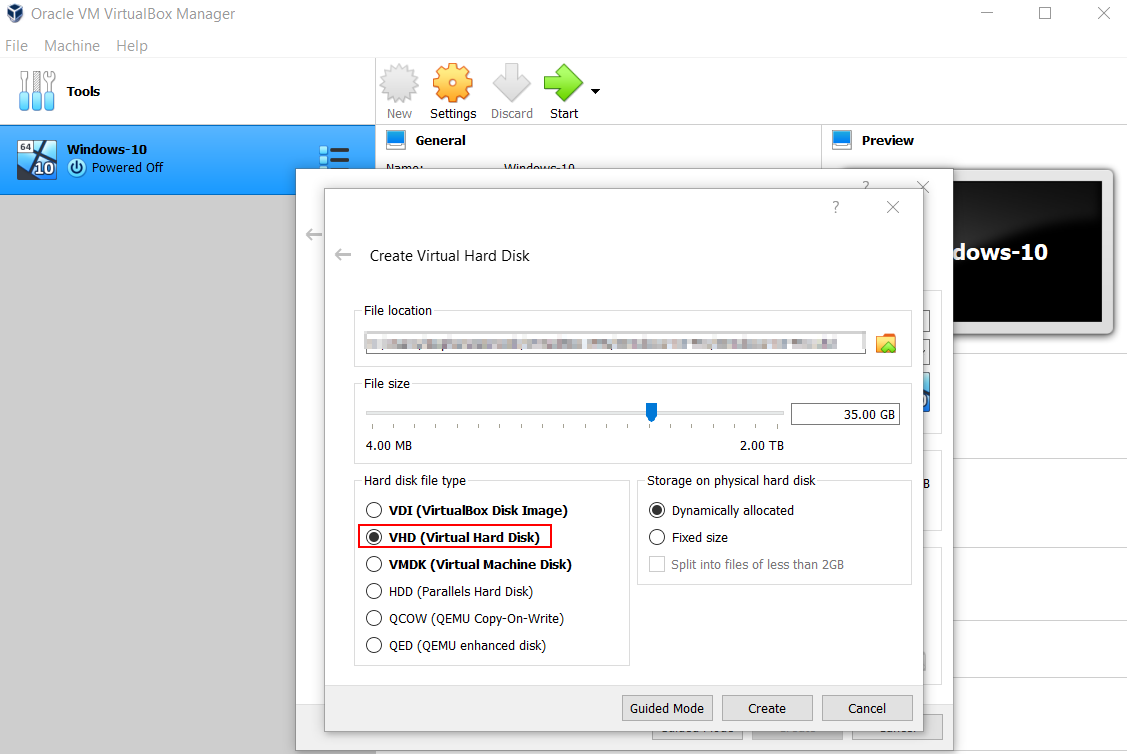 Oracle VM VirtualBox Manager
File Machine Help
Tools
New Settings Discard Start
64
10
Windows-10
Powered Off
General
Preview
Name: Windows-10
?
dows-10
?
Create Virtual Hard Disk
File location
File size
35.00 GB
4.00 MB 2.00 TB
Hard disk file type
VDI (VirtualBox Disk Image)
VHD (Virtual Hard Disk)
VMDK (Virtual Machine Disk)
HDD (Parallels Hard Disk)
QCOW (QEMU Copy-On-Write)
QED (QEMU enhanced disk)
Storage on physical hard disk
Dynamically allocated
Fixed size
Split into files of less than 2GB
B
Guided Mode Create Cancel